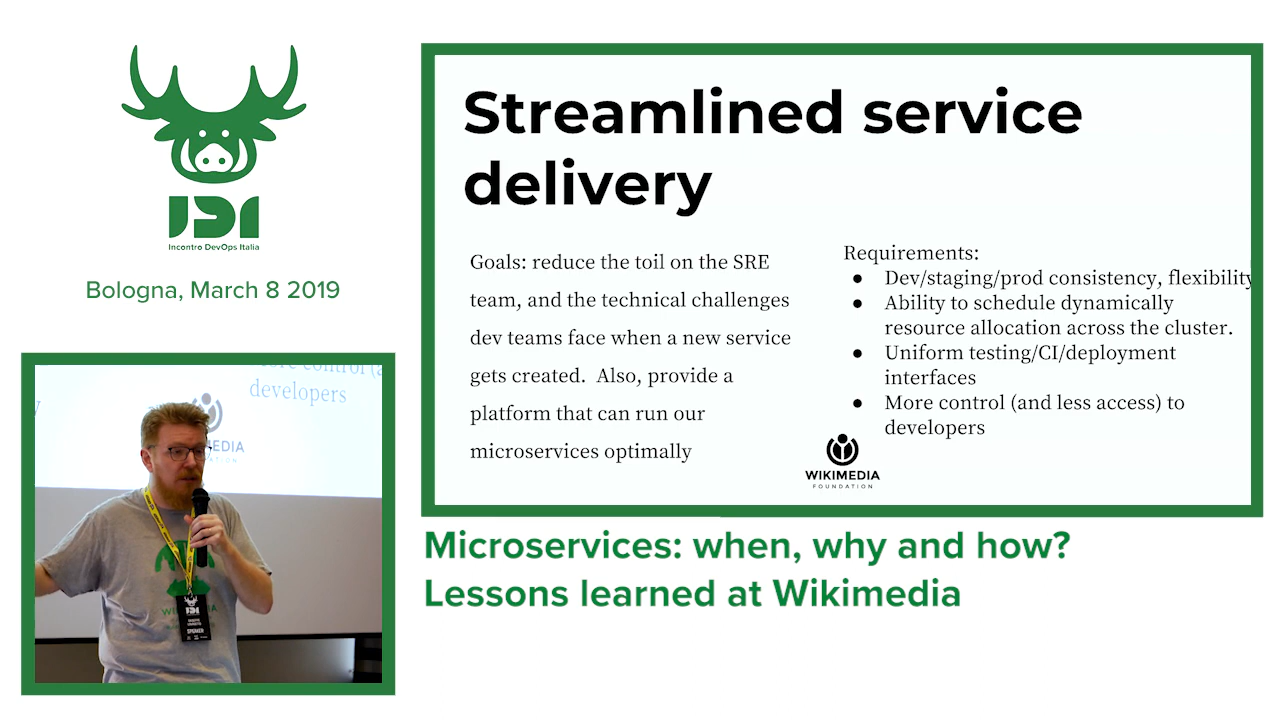 IDI
Incontro DevOps Italia
Bologna, March 8 2019
Streamlined service
delivery
Goals: reduce the toil on the SRE
team, and the technical challenges
dev teams face when a new service
gets created. Also, provide a
platform that can run our
microservices optimally
Requirements:
● Dev/staging/prod consistency, flexibility
● Ability to schedule dynamically
resource allocation across the cluster.
● Uniform testing/CI/deployment
interfaces
● More control (and less access) to
developers
WIKIMEDIA
FOUNDATION
developers
IDI
SPEAKER
Microservices: when, why and how?
Lessons learned at Wikimedia